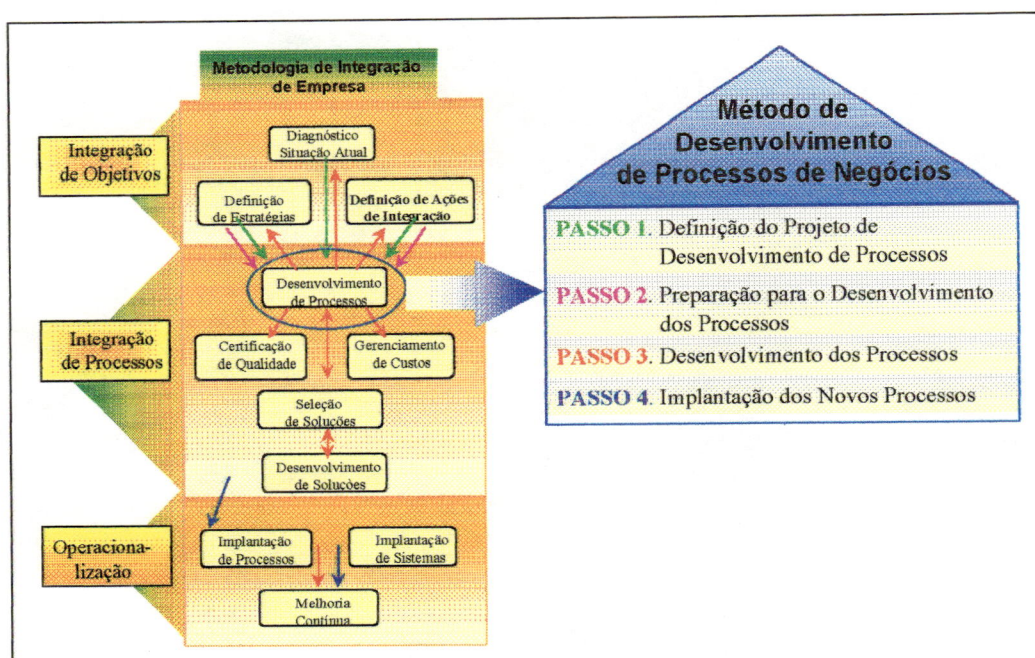 Metodologia de Integração
de Empresa
Integração
de Objetivos
Diagnóstico
Situação Atual
Definição
de Estratégias
Definição de Ações
de Integração
Integração
de Processos
Desenvolvimento
de Processos
Certificação
de Qualidade
Gerenciamento
de Custos
Seleção
de Soluções
Desenvolvimento
de Soluções
Operaciona-
lização
Implantação
de Processos
Implantação
de Sistemas
Melhoria
Contínua
Método de
Desenvolvimento
de Processos de Negócios
PASSO 1. Definição do Projeto de
Desenvolvimento de Processos
PASSO 2. Preparação para o Desenvolvimento
dos Processos
PASSO 3. Desenvolvimento dos Processos
PASSO 4. Implantação dos Novos Processos